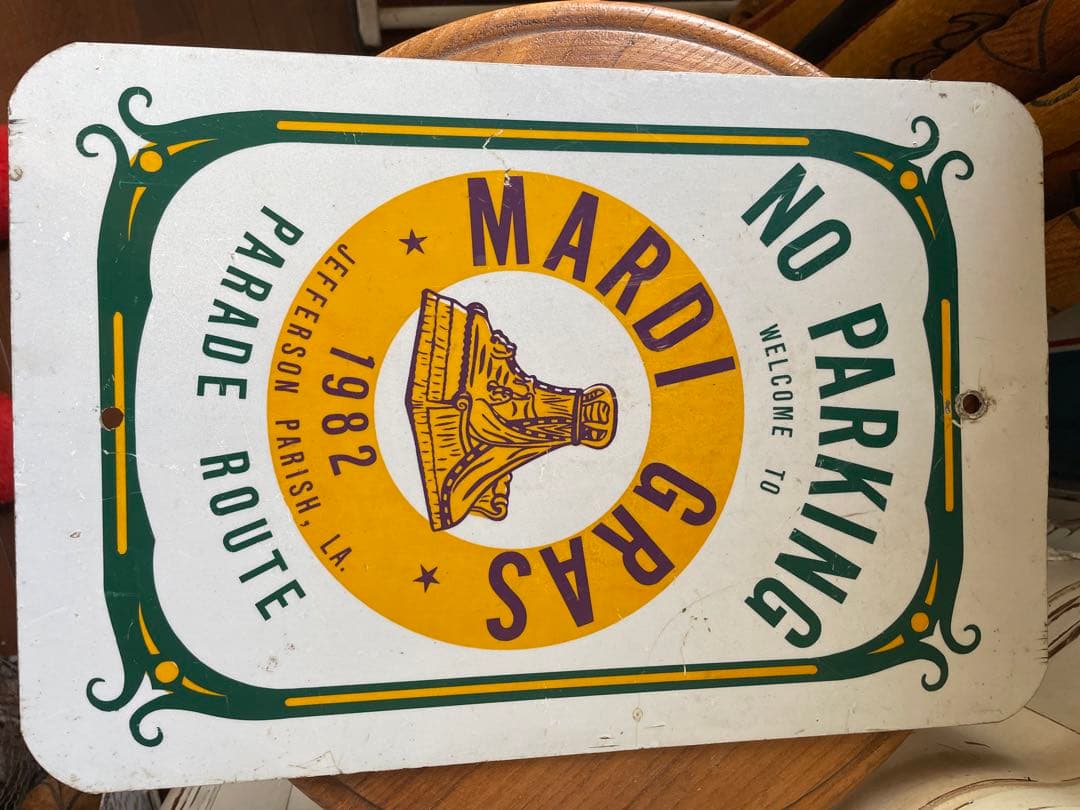 NO PARKING
WELCOME TO
MARDI GRAS
1982
JEFFERSON PARISH, LA.
PARADE ROUTE